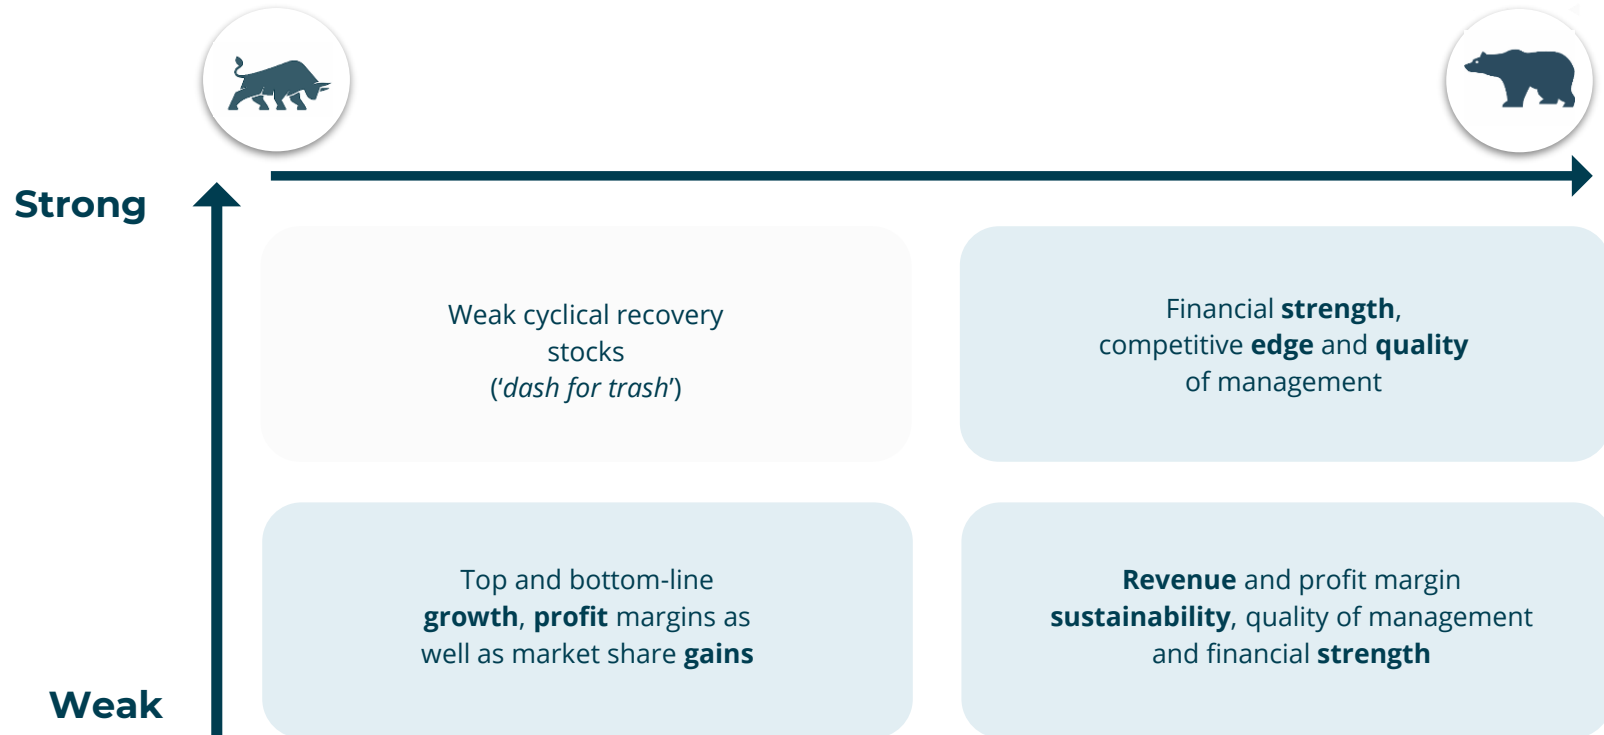 Strong
Weak cyclical recovery
stocks
(‘dash for trash’)
Financial strength,
competitive edge and quality
of management
Top and bottom-line
growth, profit margins as
well as market share gains
Revenue and profit margin
sustainability, quality of management
and financial strength
Weak